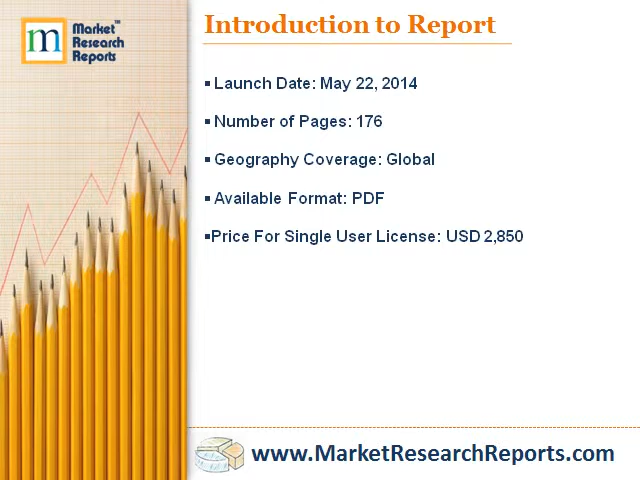 m Market™
Research
Reports
Introduction to Report
▪ Launch Date: May 22, 2014
▪ Number of Pages: 176
▪ Geography Coverage: Global
▪ Available Format: PDF
▪Price For Single User License: USD 2,850
www.MarketResearchReports.com